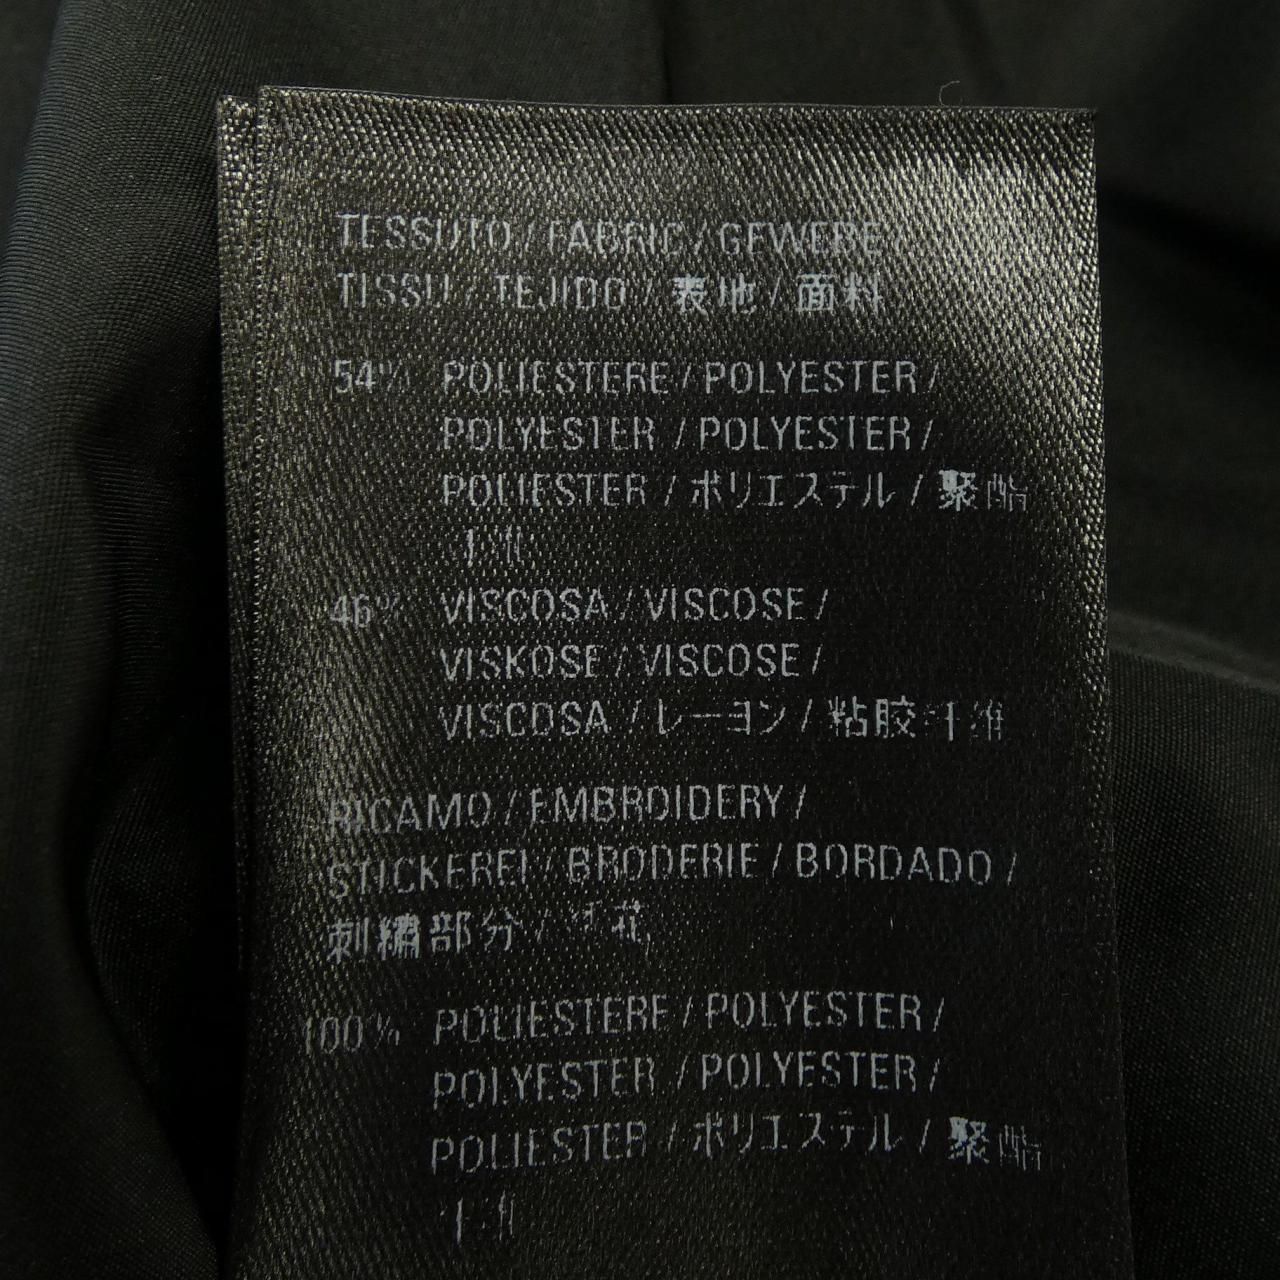 TESSUTO / FABRIC / GEWEBE /
TISSU / TEJIDO / 表地 / 面料
54% POLIESTERE / POLYESTER /
POLYESTER / POLYESTER /
POLIESTER / ポリエステル / 聚酯
46% VISCOSA / VISCOSE /
VISKOSE / VISCOSE /
VISCOSA / レーヨン / 粘胶纤维
RICAMO / EMBROIDERY /
STICKEREI / BRODERIE / BORDADO /
刺繍部分 / 绣花
100% POLIESTERE / POLYESTER /
POLYESTER / POLYESTER /
POLIESTER / ポリエステル / 聚酯